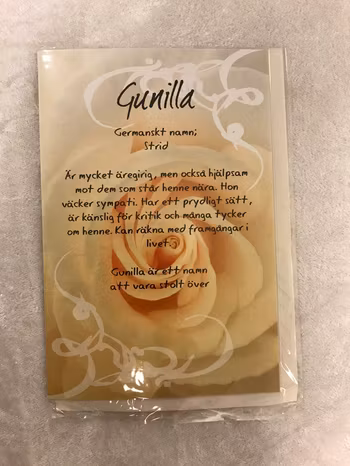 Gunilla
Germanskt namn;
Strid
Är mycket äregirig, men också hjälpsam
mot dem som står henne nära. Hon
väcker sympati. Har ett prydligt sätt,
är känslig för kritik och många tycker
om henne. Kan räkna med framgångar i
livet.
Gunilla är ett namn
att vara stolt över